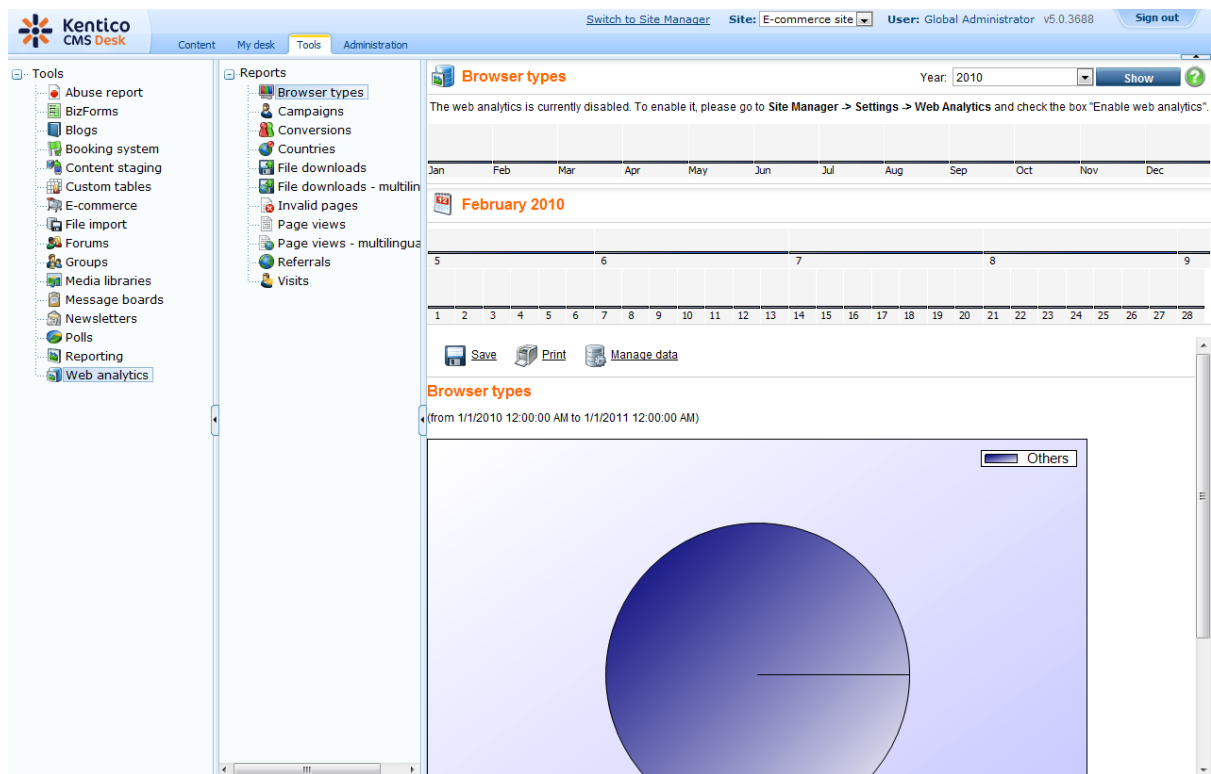 Kentico
CMS Desk
Switch to Site Manager Site: E-commerce site User: Global Administrator v5.0.3688 Sign out
Content My desk Tools Administration
Tools
Abuse report
BizForms
Blogs
Booking system
Content staging
Custom tables
E-commerce
File import
Forums
Groups
Media libraries
Message boards
Newsletters
Polls
Reporting
Web analytics
Reports
Browser types
Campaigns
Conversions
Countries
File downloads
File downloads - multilin
Invalid pages
Page views
Page views - multilingua
Referrals
Visits
Browser types Year: 2010 Show ?
The web analytics is currently disabled. To enable it, please go to Site Manager -> Settings -> Web Analytics and check the box "Enable web analytics".
Jan Feb Mar Apr May Jun Jul Aug Sep Oct Nov Dec
12 February 2010
5 6 7 8 9
1 2 3 4 5 6 7 8 9 10 11 12 13 14 15 16 17 18 19 20 21 22 23 24 25 26 27 28
Save Print Manage data
Browser types
(from 1/1/2010 12:00:00 AM to 1/1/2011 12:00:00 AM)
Others